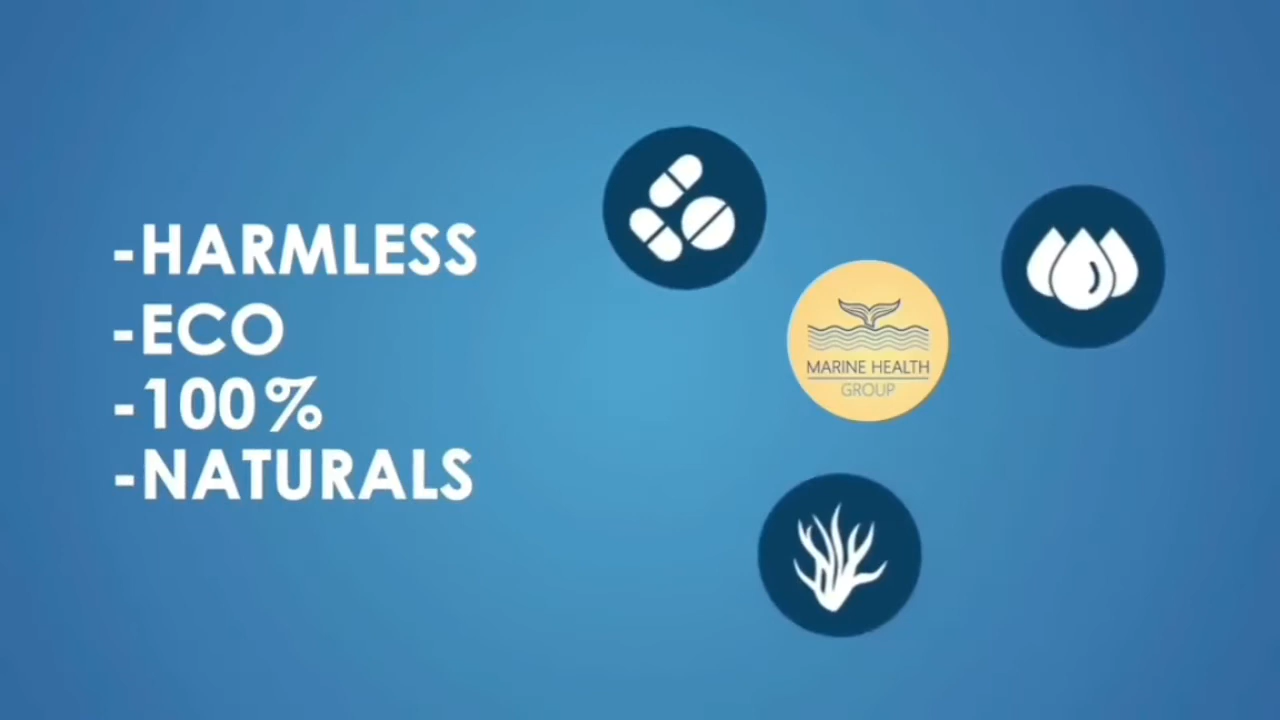 -HARMLESS
-ECO
-100%
-NATURALS
MARINE HEALTH
GROUP